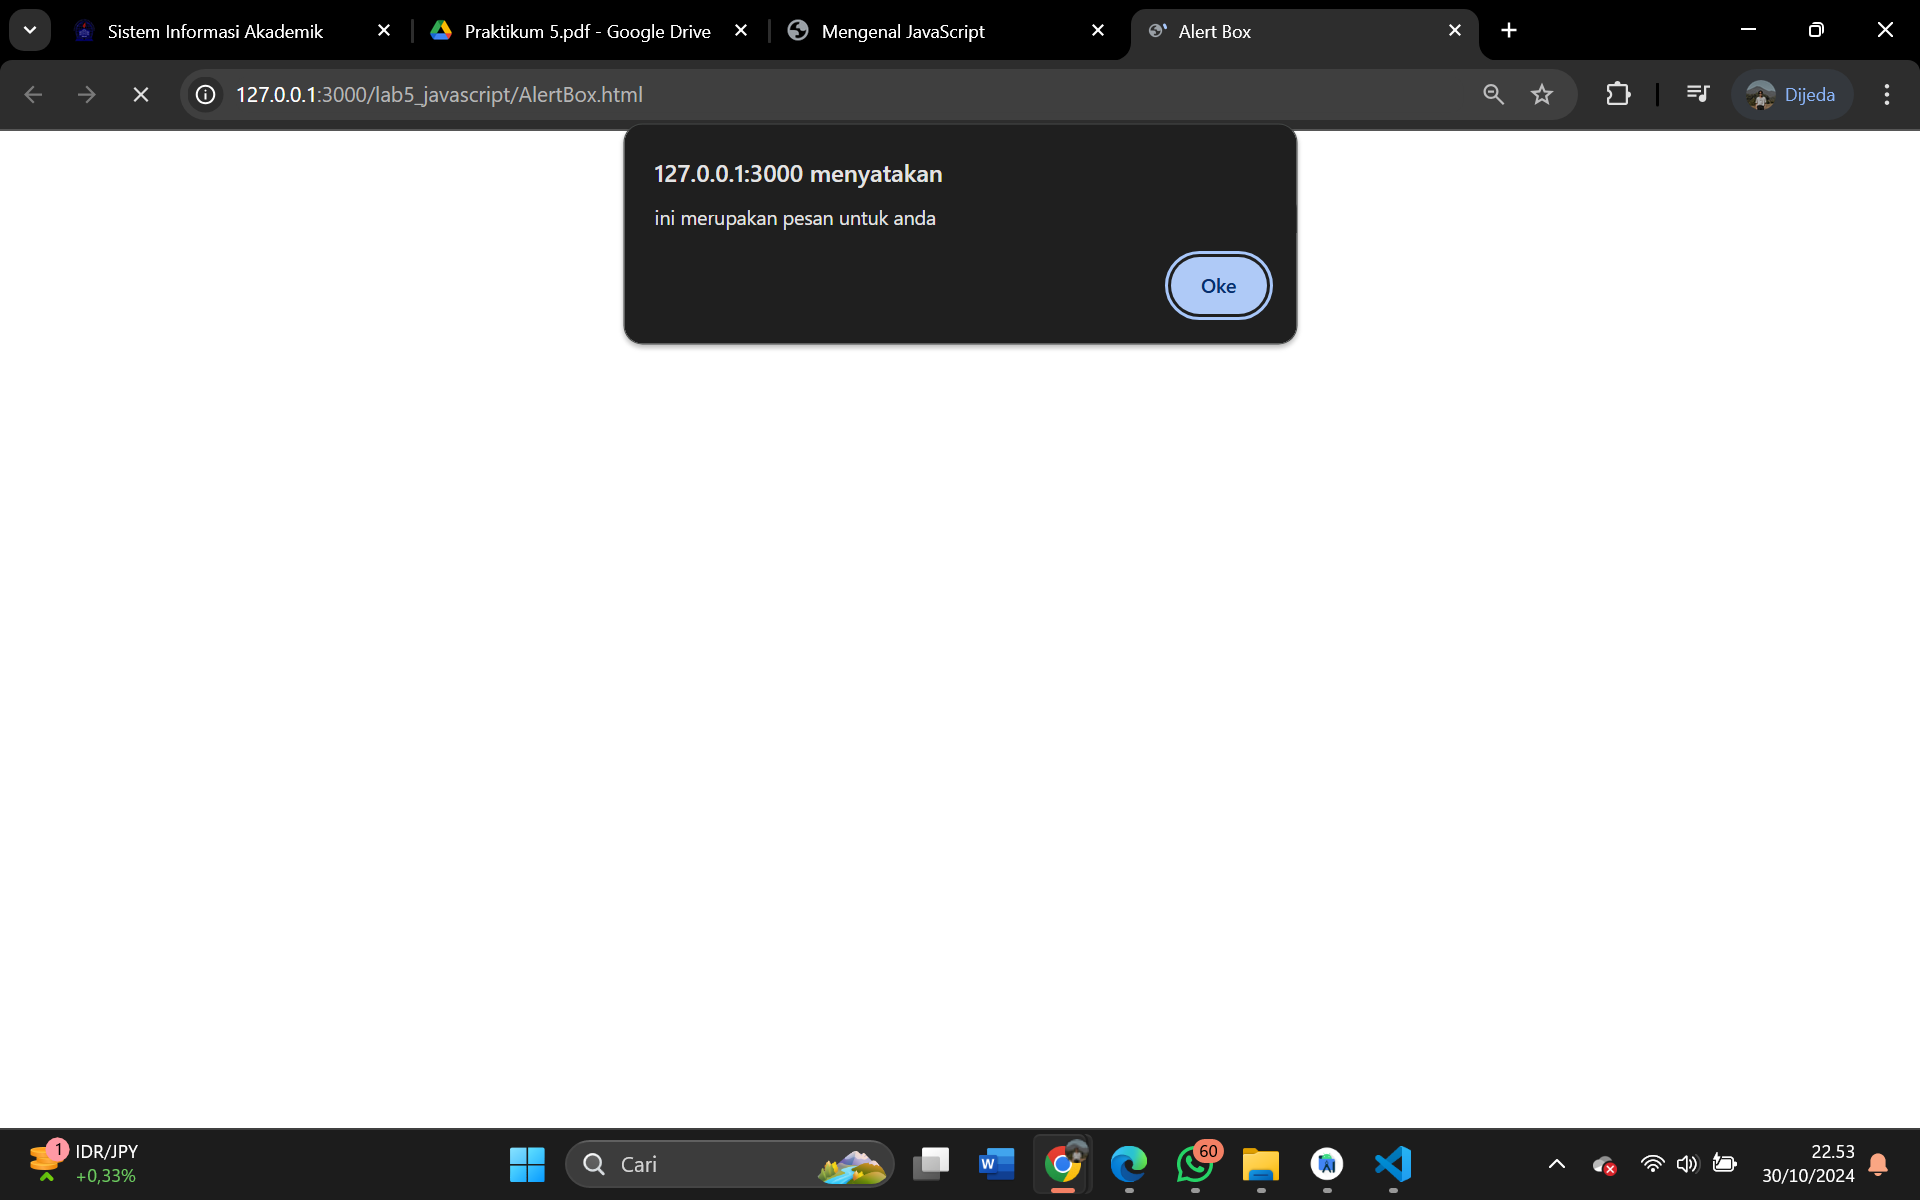 Sistem Informasi Akademik
Praktikum 5.pdf - Google Drive
Mengenal JavaScript
Alert Box
127.0.0.1:3000/lab5_javascript/AlertBox.html
Dijeda
127.0.0.1:3000 menyatakan
ini merupakan pesan untuk anda
Oke
1
IDR/JPY
+0,33%
Cari
W
60
22.53
30/10/2024